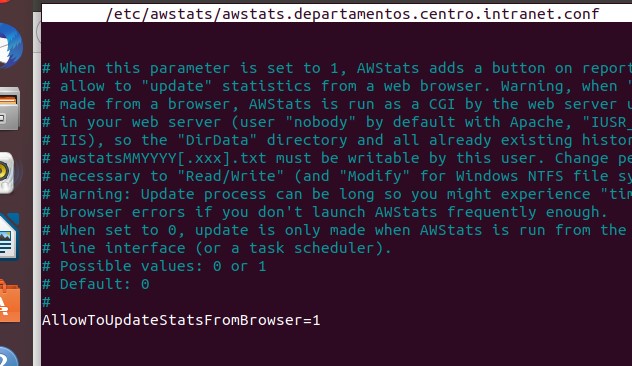 /etc/awstats/awstats.departamentos.centro.intranet.conf
# When this parameter is set to 1, AWStats adds a button on report
# allow to "update" statistics from a web browser. Warning, when "
# made from a browser, AWStats is run as a CGI by the web server u
# in your web server (user "nobody" by default with Apache, "IUSR_
# IIS), so the "DirData" directory and all already existing histor
# awstatsMMYYYY[.xxx].txt must be writable by this user. Change pe
# necessary to "Read/Write" (and "Modify" for Windows NTFS file sy
# Warning: Update process can be long so you might experience "tim
# browser errors if you don't launch AWStats frequently enough.
# When set to 0, update is only made when AWStats is run from the
# line interface (or a task scheduler).
# Possible values: 0 or 1
# Default: 0
#
AllowToUpdateStatsFromBrowser=1